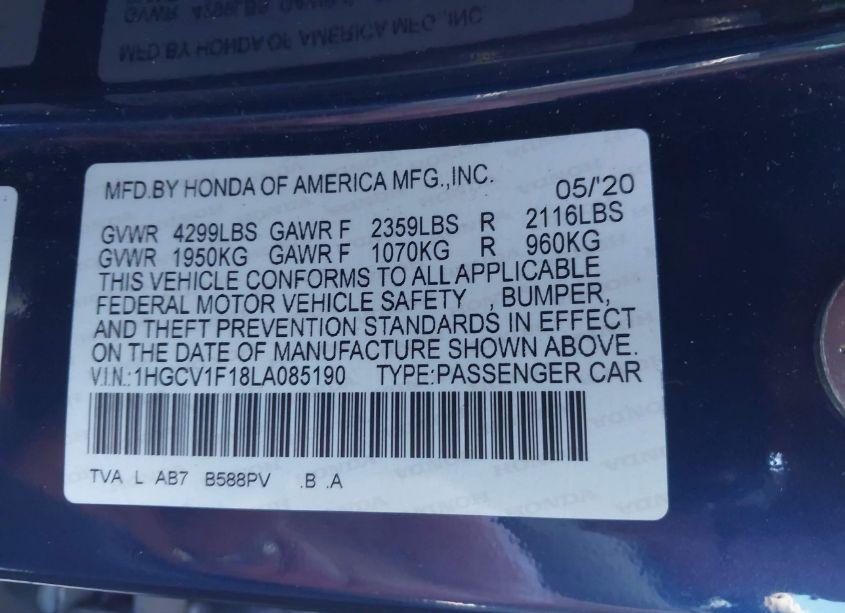 MFD.BY HONDA OF AMERICA MFG.,INC. 05/'20
GVWR 4299LBS GAWR F 2359LBS R 2116LBS
GVWR 1950KG GAWR F 1070KG R 960KG
THIS VEHICLE CONFORMS TO ALL APPLICABLE
FEDERAL MOTOR VEHICLE SAFETY , BUMPER,
AND THEFT PREVENTION STANDARDS IN EFFECT
ON THE DATE OF MANUFACTURE SHOWN ABOVE.
V.I.N.:1HGCV1F18LA085190 TYPE:PASSENGER CAR
TVA L AB7 B588PV .B .A